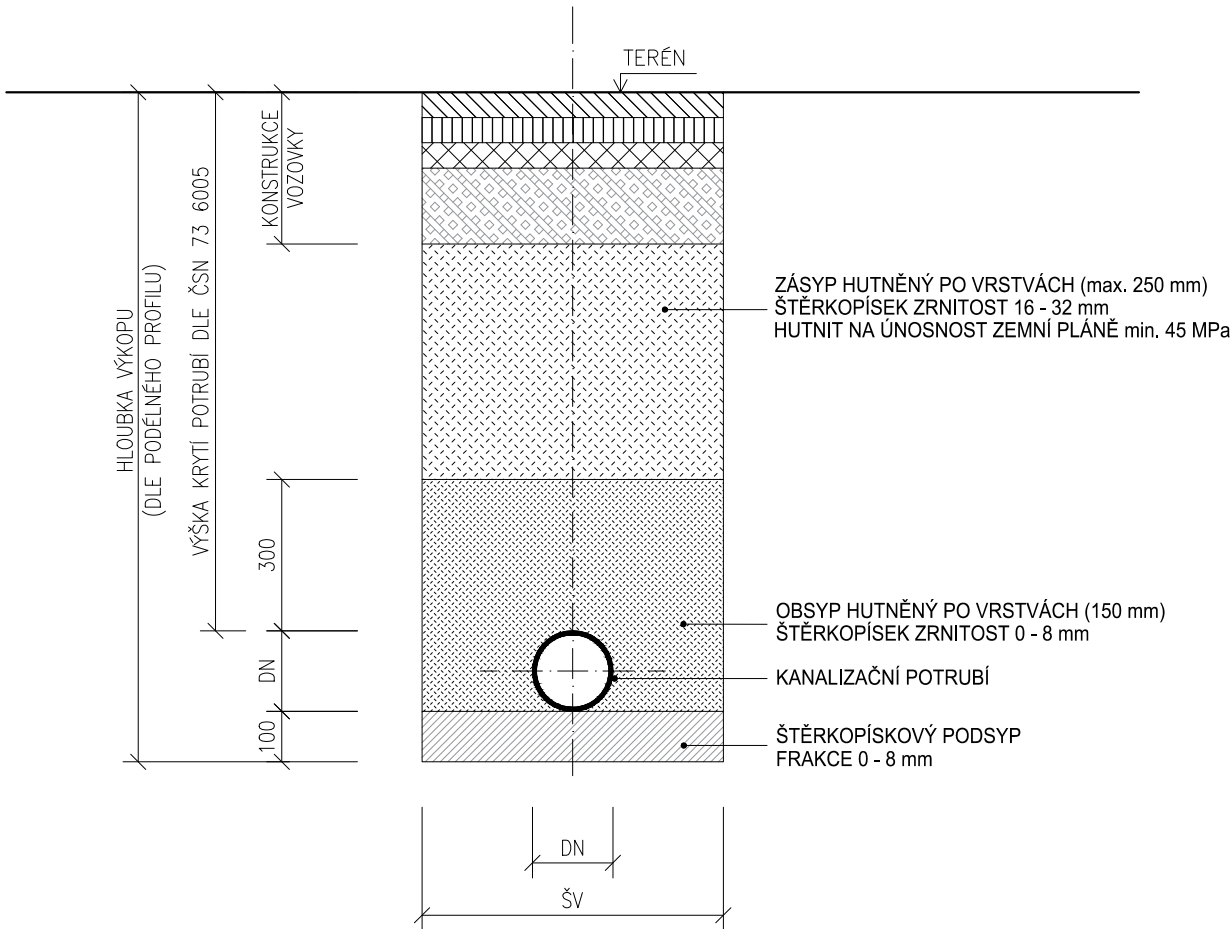 TERÉN
KONSTRUKCE
VOZOVKY
VÝŠKA KRYTÍ POTRUBÍ DLE ČSN 73 6005
HLOUBKA VÝKOPU
(DLE PODÉLNÉHO PROFILU)
ZÁSYP HUTNĚNÝ PO VRSTVÁCH (max. 250 mm)
ŠTĚRKOPÍSEK ZRNITOST 16 - 32 mm
HUTNIT NA ÚNOSNOST ZEMNÍ PLÁNĚ min. 45 MPa
300
OBSYP HUTNĚNÝ PO VRSTVÁCH (150 mm)
ŠTĚRKOPÍSEK ZRNITOST 0 - 8 mm
DN
KANALIZAČNÍ POTRUBÍ
100
ŠTĚRKOPÍSKOVÝ PODSYP
FRAKCE 0 - 8 mm
DN
ŠV